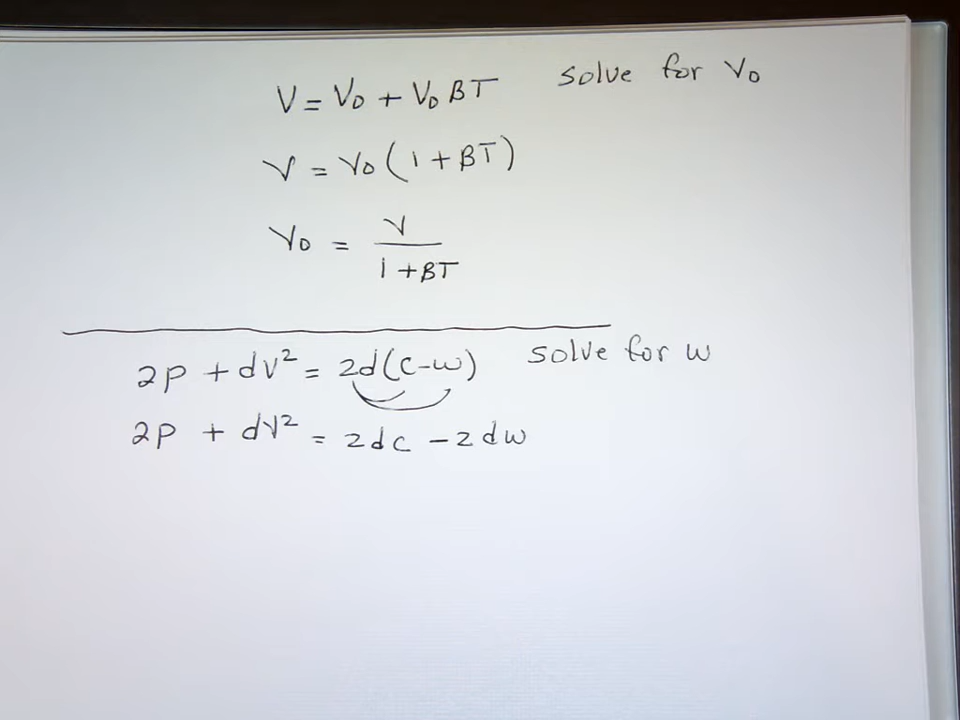 V = V₀ + V₀ βT solve for V₀
V = V₀ (1 + βT)
V₀ = V / 1 + βT
2p + dv² = 2d(c-w) solve for w
2p + dv² = 2dc - 2dw